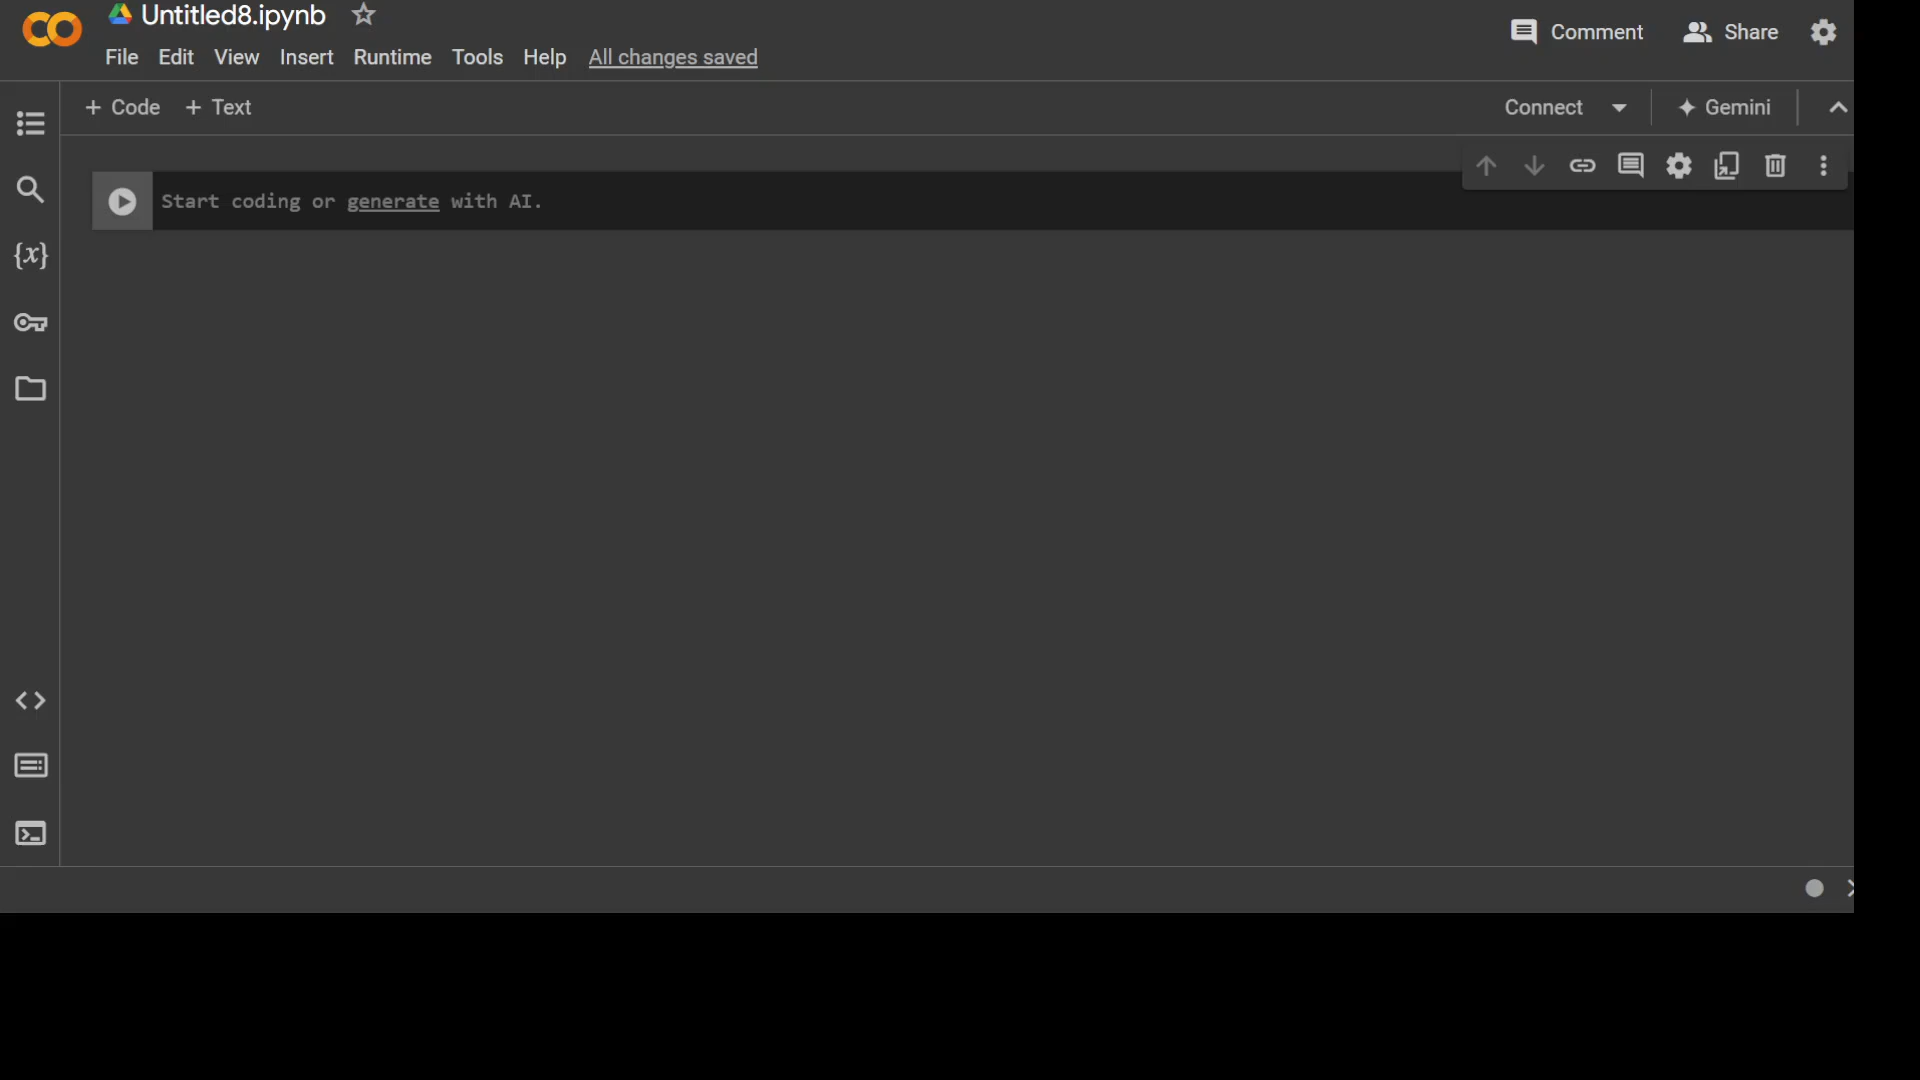 Untitled8.ipynb
File Edit View Insert Runtime Tools Help All changes saved
Comment Share
+ Code + Text
Connect Gemini
{x}
Start coding or generate with AI.